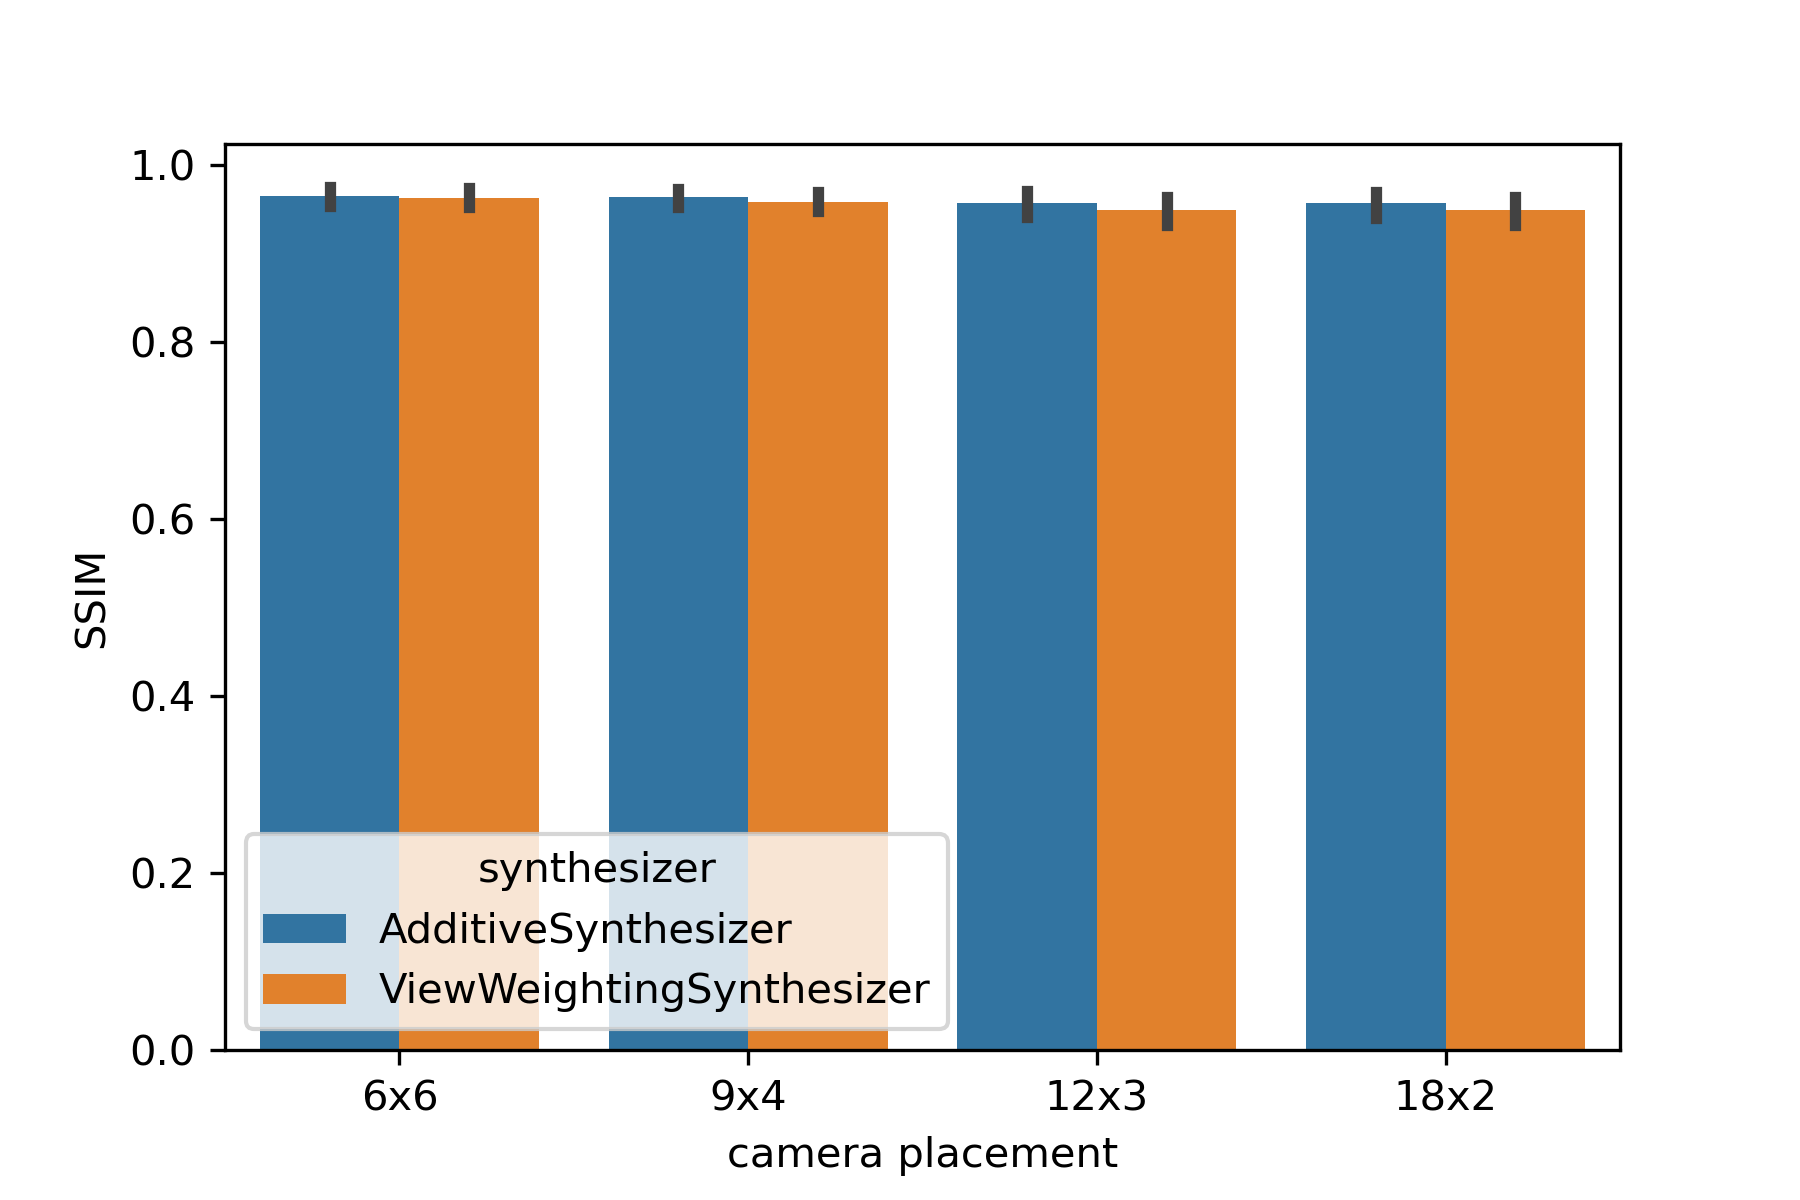 1.0
0.8
0.6
0.4
0.2
0.0
SSIM
synthesizer
AdditiveSynthesizer
ViewWeightingSynthesizer
6x6
9x4
12x3
18x2
camera placement